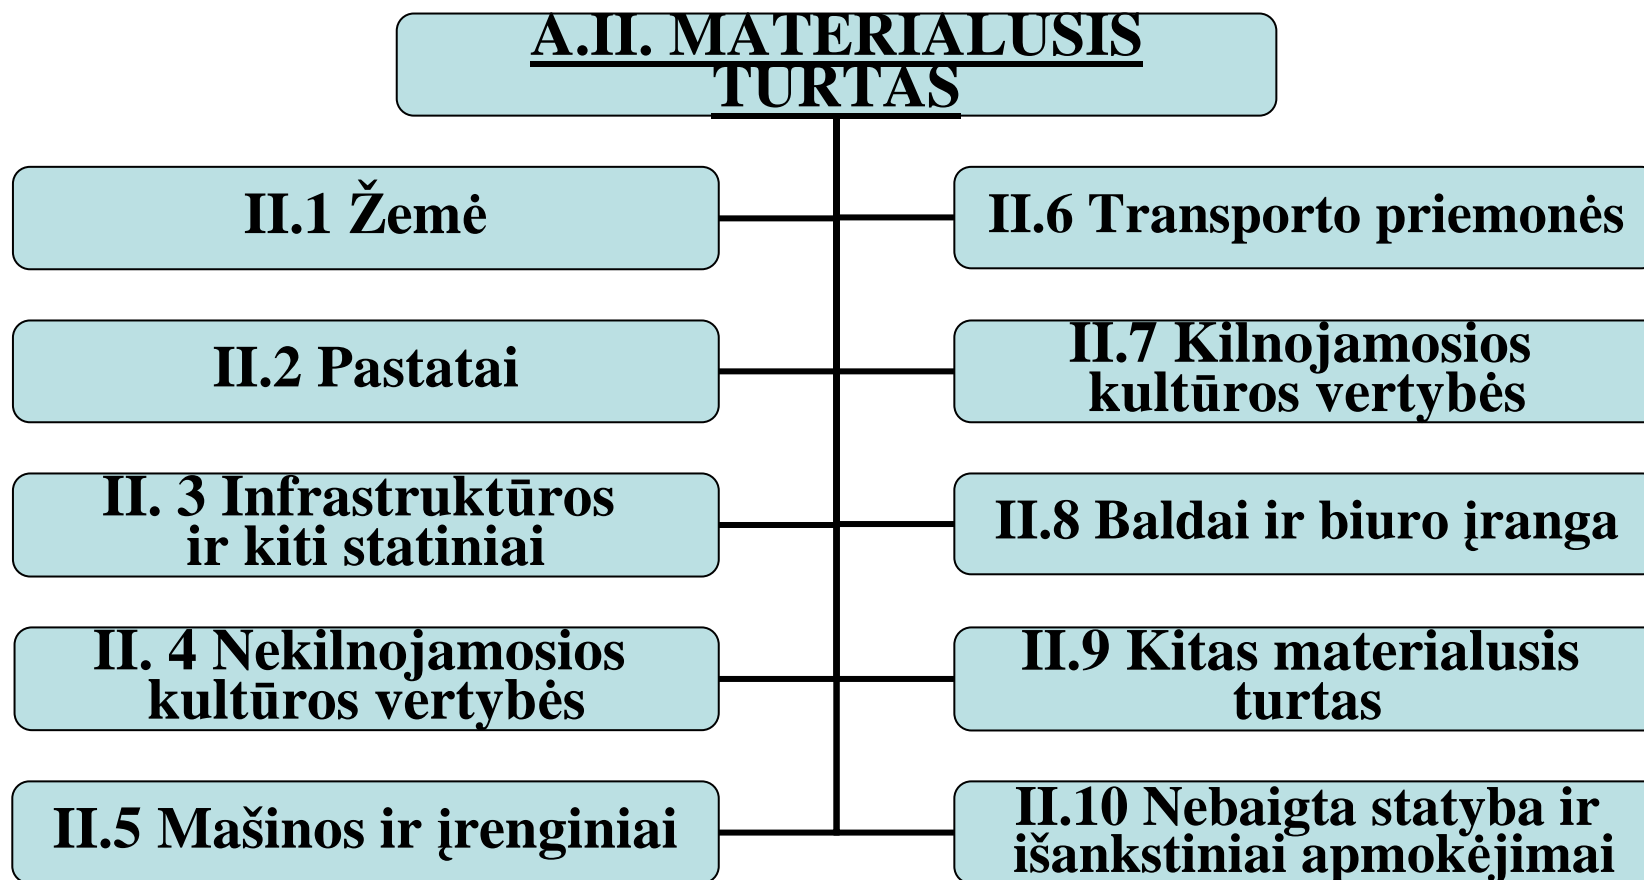 A.II. MATERIALUSIS
TURTAS
II.1 Žemė
II.2 Pastatai
II. 3 Infrastruktūros
ir kiti statiniai
II. 4 Nekilnojamosios
kultūros vertybės
II.5 Mašinos ir įrenginiai
II.6 Transporto priemonės
II.7 Kilnojamosios
kultūros vertybės
II.8 Baldai ir biuro įranga
II.9 Kitas materialusis
turtas
II.10 Nebaigta statyba ir
išankstiniai apmokėjimai